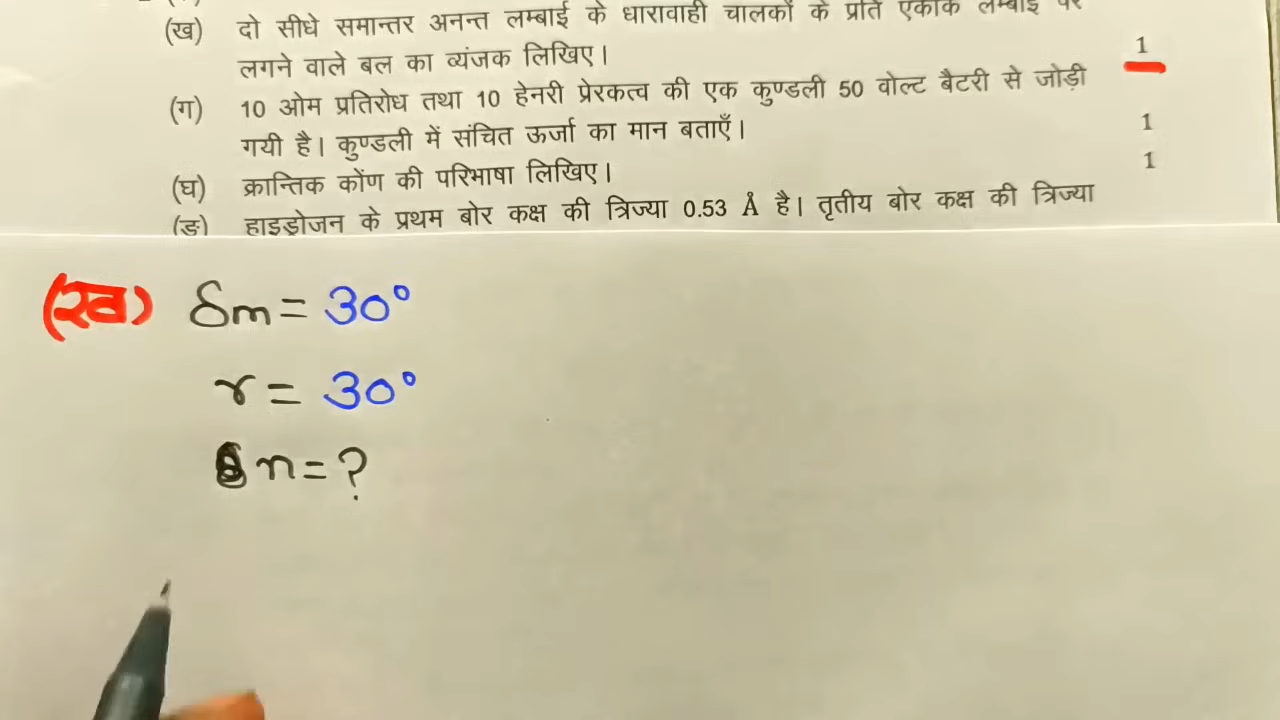 (ख) दो सीधे समान्तर अनन्त लम्बाई के धारावाही चालकों के प्रति एकांक लम्बाई पर
लगने वाले बल का व्यंजक लिखिए। 1
(ग) 10 ओम प्रतिरोध तथा 10 हेनरी प्रेरकत्व की एक कुण्डली 50 वोल्ट बैटरी से जोड़ी
गयी है। कुण्डली में संचित ऊर्जा का मान बताएँ। 1
(घ) क्रान्तिक कोंण की परिभाषा लिखिए। 1
(ङ) हाइड्रोजन के प्रथम बोर कक्ष की त्रिज्या 0.53 Å है। तृतीय बोर कक्ष की त्रिज्या
(ख) δm = 30°
r = 30°
n = ?